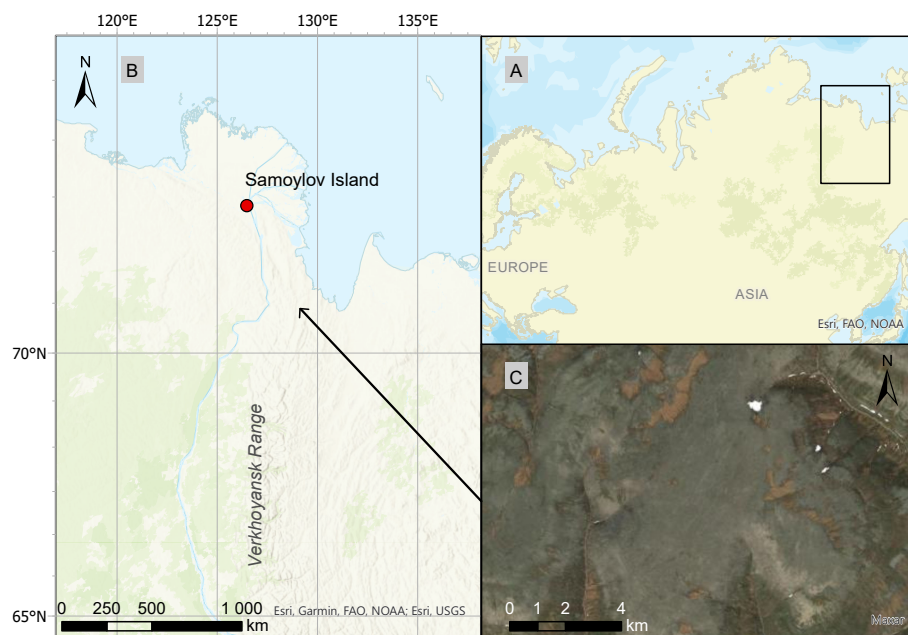 120°E 125°E 130°E 135°E
N
B
Samoylov Island
70°N
Verkhoyansk Range
65°N
0 250 500 1 000
km
Esri, Garmin, FAO, NOAA; Esri, USGS
A
EUROPE
ASIA
Esri, FAO, NOAA
C
N
0 1 2 4
km
Maxar